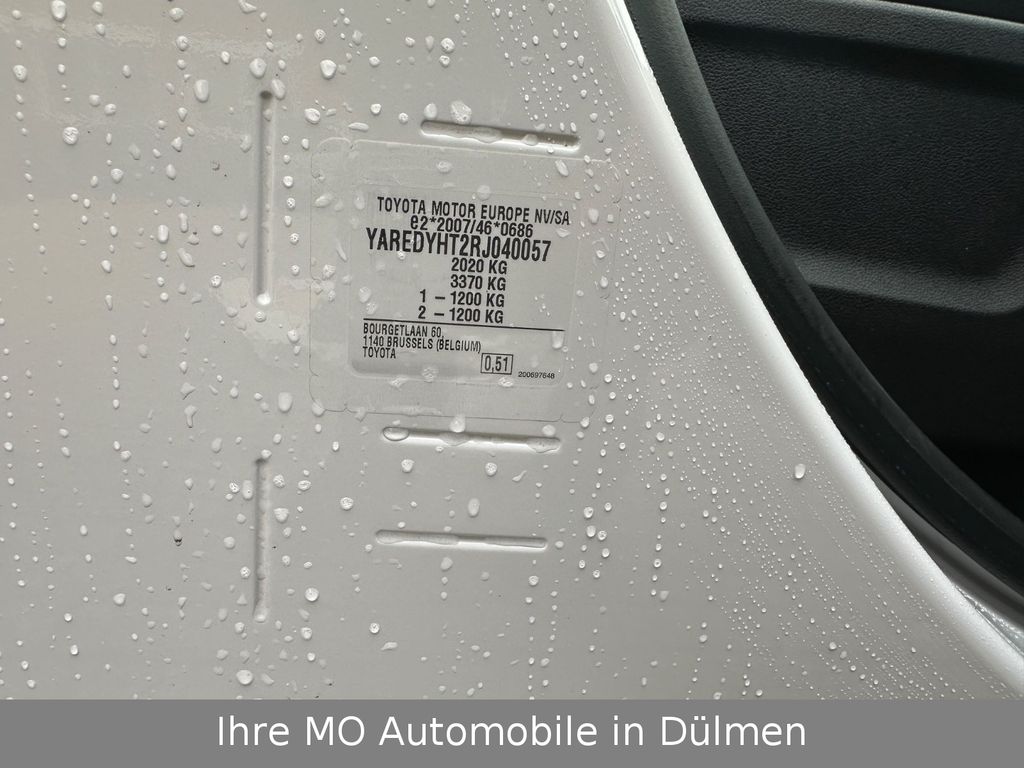 TOYOTA MOTOR EUROPE NV/SA
e2*2007/46*0686
YAREDYHT2RJ040057
2020 KG
3370 KG
1 – 1200 KG
2 – 1200 KG
BOURGETLAAN 60,
1140 BRUSSELS (BELGIUM)
TOYOTA
0,51
200597648
Ihre MO Automobile in Dülmen